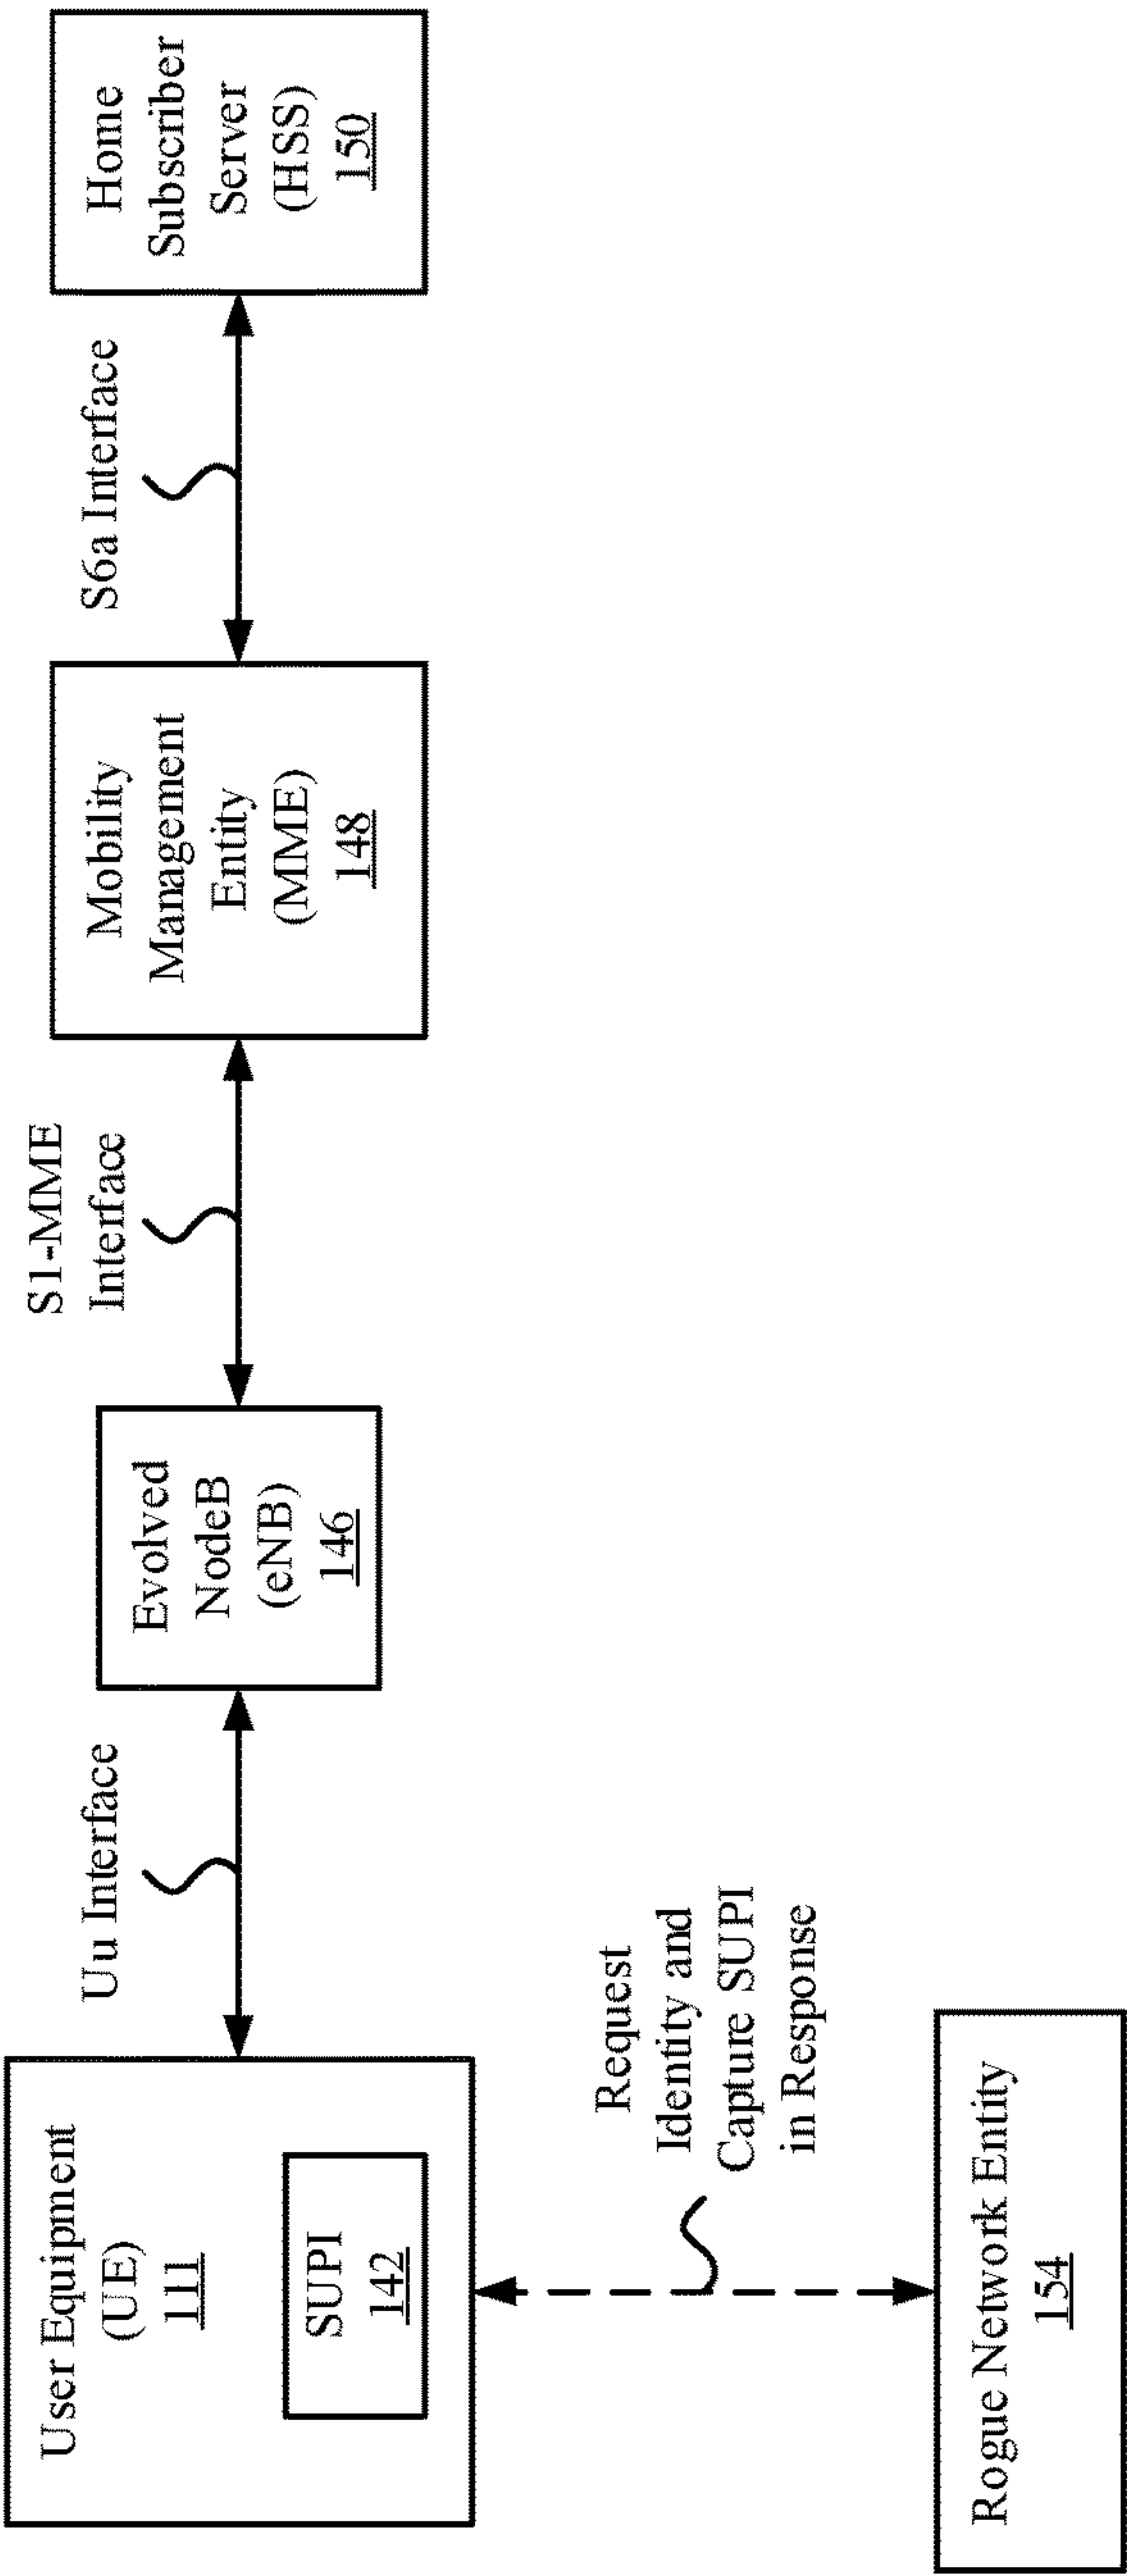 User Equipment
(UE)
111
SUPI
142
Uu Interface
Evolved
NodeB
(eNB)
146
S1-MME
Interface
Mobility
Management
Entity
(MME)
148
S6a Interface
Home
Subscriber
Server
(HSS)
150
Request
Identity and
Capture SUPI
in Response
Rogue Network Entity
154